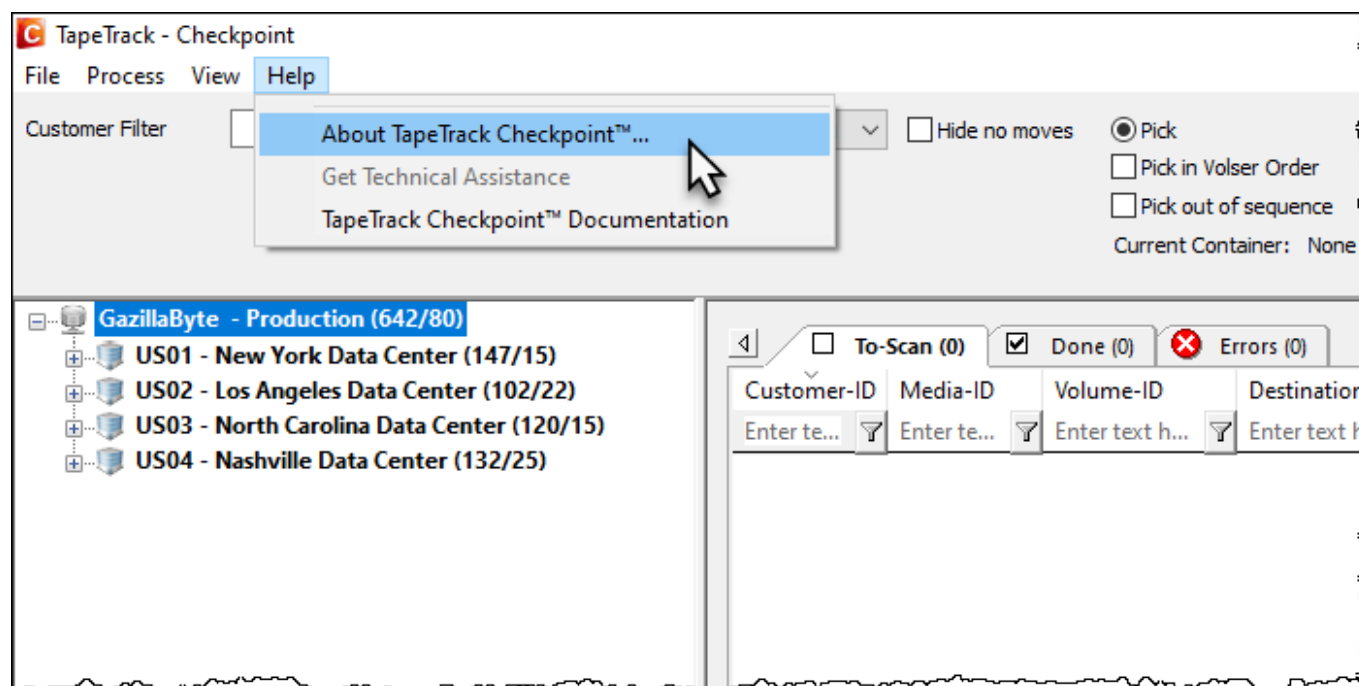 TapeTrack - Checkpoint
File Process View Help
Customer Filter
About TapeTrack Checkpoint™...
Get Technical Assistance
TapeTrack Checkpoint™ Documentation
Hide no moves
Pick
Pick in Volser Order
Pick out of sequence
Current Container: None
GazillaByte - Production (642/80)
US01 - New York Data Center (147/15)
US02 - Los Angeles Data Center (102/22)
US03 - North Carolina Data Center (120/15)
US04 - Nashville Data Center (132/25)
To-Scan (0) Done (0) Errors (0)
Customer-ID Media-ID Volume-ID Destination
Enter te... Enter te... Enter text h... Enter text h